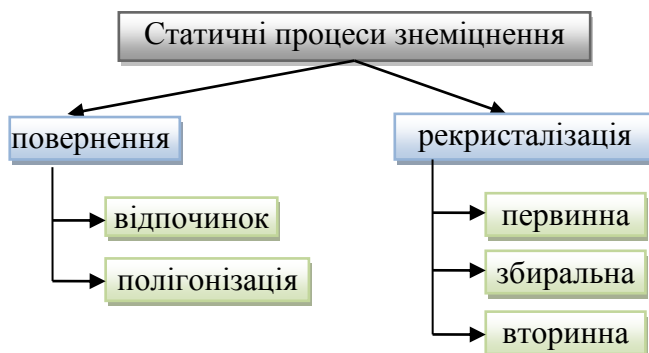 Статичні процеси знеміцнення
повернення
відпочинок
полігонізація
рекристалізація
первинна
збиральна
вторинна